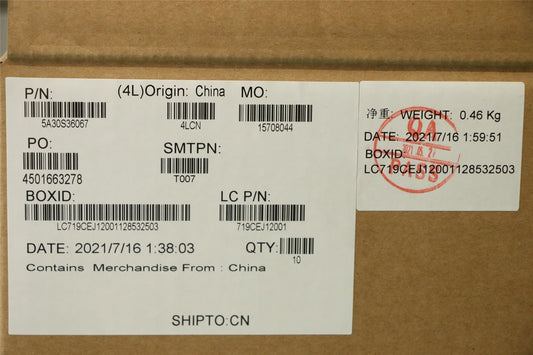 P/N: (4L)Origin: China MO:
5A30S36067 4LCN 15708044
PO: SMTPN:
4501663278 T007
BOXID: LC P/N:
LC719CEJ12001128532503 719CEJ12001
DATE: 2021/7/16 1:38:03 QTY:
10
Contains Merchandise From : China
SHIPTO:CN
净重: WEIGHT: 0.46 Kg
DATE: 2021/7/16 1:59:51
BOXID:
LC719CEJ12001128532503
QA
PASS